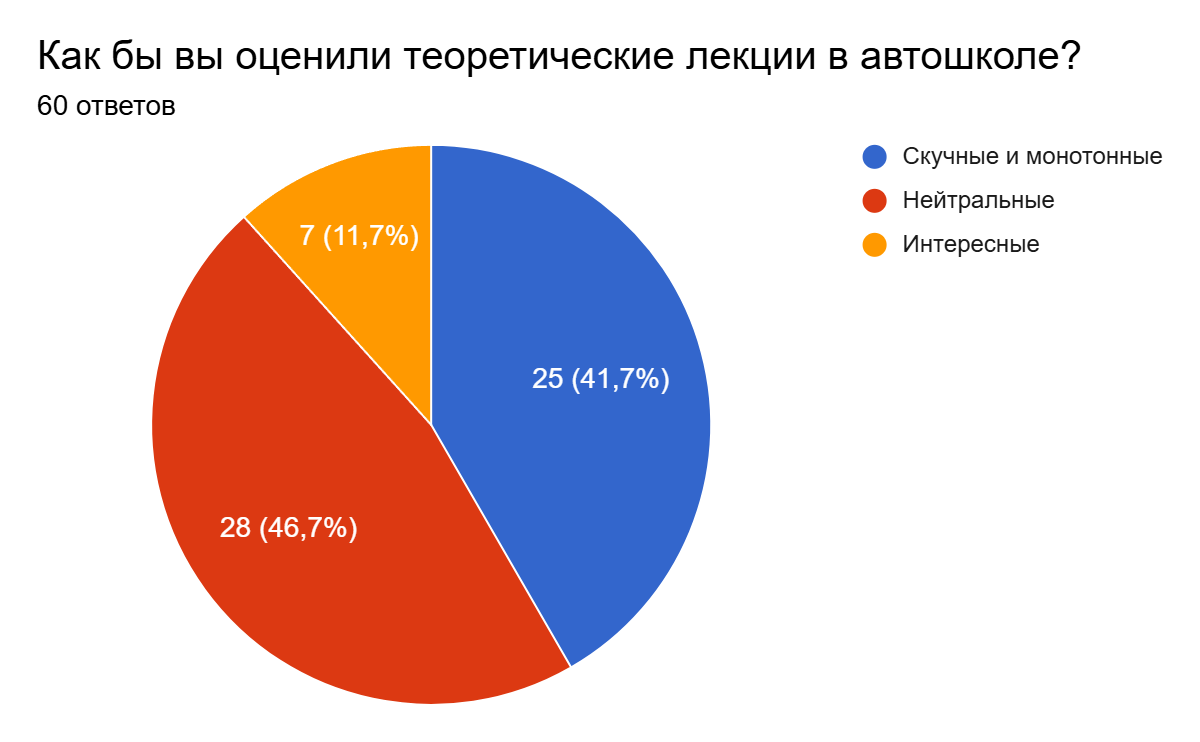 Как бы вы оценили теоретические лекции в автошколе?
60 ответов
Скучные и монотонные
Нейтральные
Интересные
7 (11,7%)
25 (41,7%)
28 (46,7%)